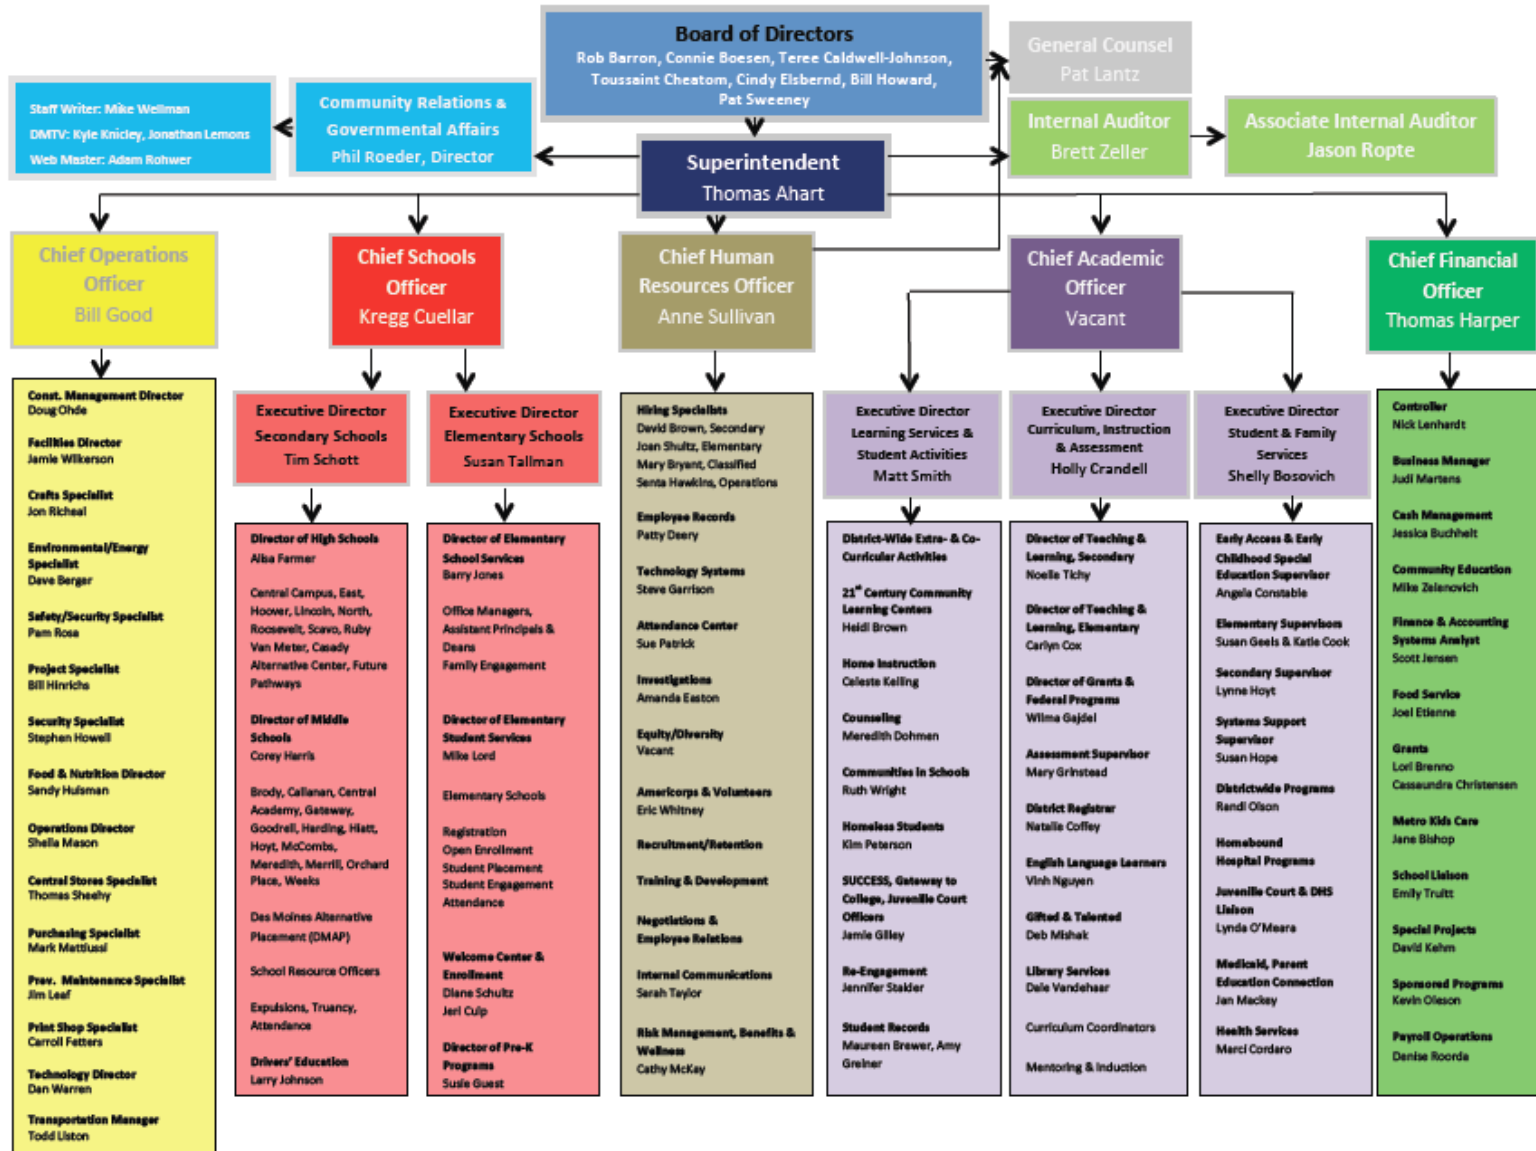 Board of Directors
Rob Barron, Connie Boesen, Teree Caldwell-Johnson,
Toussaint Cheatom, Cindy Elsbernd, Bill Howard,
Pat Sweeney
General Counsel
Pat Lantz
Staff Writer: Mike Wellman
DMTV: Kyle Knicley, Jonathan Lemons
Web Master: Adam Rohwer
Community Relations &
Governmental Affairs
Phil Roeder, Director
Superintendent
Thomas Ahart
Internal Auditor
Brett Zeller
Associate Internal Auditor
Jason Ropte
Chief Operations
Officer
Bill Good
Chief Schools
Officer
Kregg Cuellar
Chief Human
Resources Officer
Anne Sullivan
Chief Academic
Officer
Vacant
Chief Financial
Officer
Thomas Harper
Const. Management Director
Doug Ohde
Facilities Director
Jamie Wilkerson
Crafts Specialist
Jon Richeal
Environmental/Energy
Specialist
Dave Berger
Safety/Security Specialist
Pam Rosa
Project Specialist
Bill Hinrichs
Security Specialist
Stephen Howell
Food & Nutrition Director
Sandy Huisman
Operations Director
Sheila Mason
Central Stores Specialist
Thomas Sheehy
Purchasing Specialist
Mark Mattiussi
Prev. Maintenance Specialist
Jim Leaf
Print Shop Specialist
Carroll Fetters
Technology Director
Dan Warren
Transportation Manager
Todd Liston
Executive Director
Secondary Schools
Tim Schott
Director of High Schools
Ailsa Farmer
Central Campus, East,
Hoover, Lincoln, North,
Roosevelt, Scavo, Ruby
Van Meter, Casady
Alternative Center, Future
Pathways
Director of Middle
Schools
Corey Harris
Brody, Callanan, Central
Academy, Gateway,
Goodrell, Harding, Hiatt,
Hoyt, McCombs,
Meredith, Merrill, Orchard
Place, Weeks
Des Moines Alternative
Placement (DMAP)
School Resource Officers
Expulsions, Truancy,
Attendance
Drivers' Education
Larry Johnson
Executive Director
Elementary Schools
Susan Tallman
Director of Elementary
School Services
Barry Jones
Office Managers,
Assistant Principals &
Deans
Family Engagement
Director of Elementary
Student Services
Mike Lord
Elementary Schools
Registration
Open Enrollment
Student Placement
Student Engagement
Attendance
Welcome Center &
Enrollment
Diane Schultz
Jeri Culp
Director of Pre-K
Programs
Susie Guest
Hiring Specialists
David Brown, Secondary
Joan Shultz, Elementary
Mary Bryant, Classified
Senta Hawkins, Operations
Employee Records
Patty Deery
Technology Systems
Steve Garrison
Attendance Center
Sue Patrick
Investigations
Amanda Easton
Equity/Diversity
Vacant
Americorps & Volunteers
Eric Whitney
Recruitment/Retention
Training & Development
Negotiations &
Employee Relations
Internal Communications
Sarah Taylor
Risk Management, Benefits &
Wellness
Cathy McKay
Executive Director
Learning Services &
Student Activities
Matt Smith
District-Wide Extra- & Co-
Curricular Activities
21st Century Community
Learning Centers
Heidi Brown
Home Instruction
Celeste Kelling
Counseling
Meredith Dohmen
Communities in Schools
Ruth Wright
Homeless Students
Kim Peterson
SUCCESS, Gateway to
College, Juvenille Court
Officers
Jamie Gilley
Re-Engagement
Jennifer Stalder
Student Records
Maureen Brewer, Amy
Greiner
Executive Director
Curriculum, Instruction
& Assessment
Holly Crandell
Director of Teaching &
Learning, Secondary
Noelle Tichy
Director of Teaching &
Learning, Elementary
Carlyn Cox
Director of Grants &
Federal Programs
Wilma Gajdel
Assessment Supervisor
Mary Grinstead
District Registrar
Natalie Coffey
English Language Learners
Vinh Nguyen
Gifted & Talented
Deb Mishak
Library Services
Dale Vandehaar
Curriculum Coordinators
Mentoring & Induction
Executive Director
Student & Family
Services
Shelly Bosovich
Early Access & Early
Childhood Special
Education Supervisor
Angela Constable
Elementary Supervisors
Susan Geels & Katie Cook
Secondary Supervisor
Lynne Hoyt
Systems Support
Supervisor
Susan Hope
Districtwide Programs
Randi Olson
Homebound
Hospital Programs
Juvenile Court & DHS
Liaison
Lynda O'Meara
Medicaid, Parent
Education Connection
Jan Mackey
Health Services
Marci Cordaro
Controller
Nick Lenhardt
Business Manager
Judi Martens
Cash Management
Jessica Buchheit
Community Education
Mike Zelenovich
Finance & Accounting
Systems Analyst
Scott Jensen
Food Service
Joel Etienne
Grants
Lori Brenno
Cassaundra Christensen
Metro Kids Care
Jane Bishop
School Liaison
Emily Truitt
Special Projects
David Kehm
Sponsored Programs
Kevin Oleson
Payroll Operations
Denise Roorda